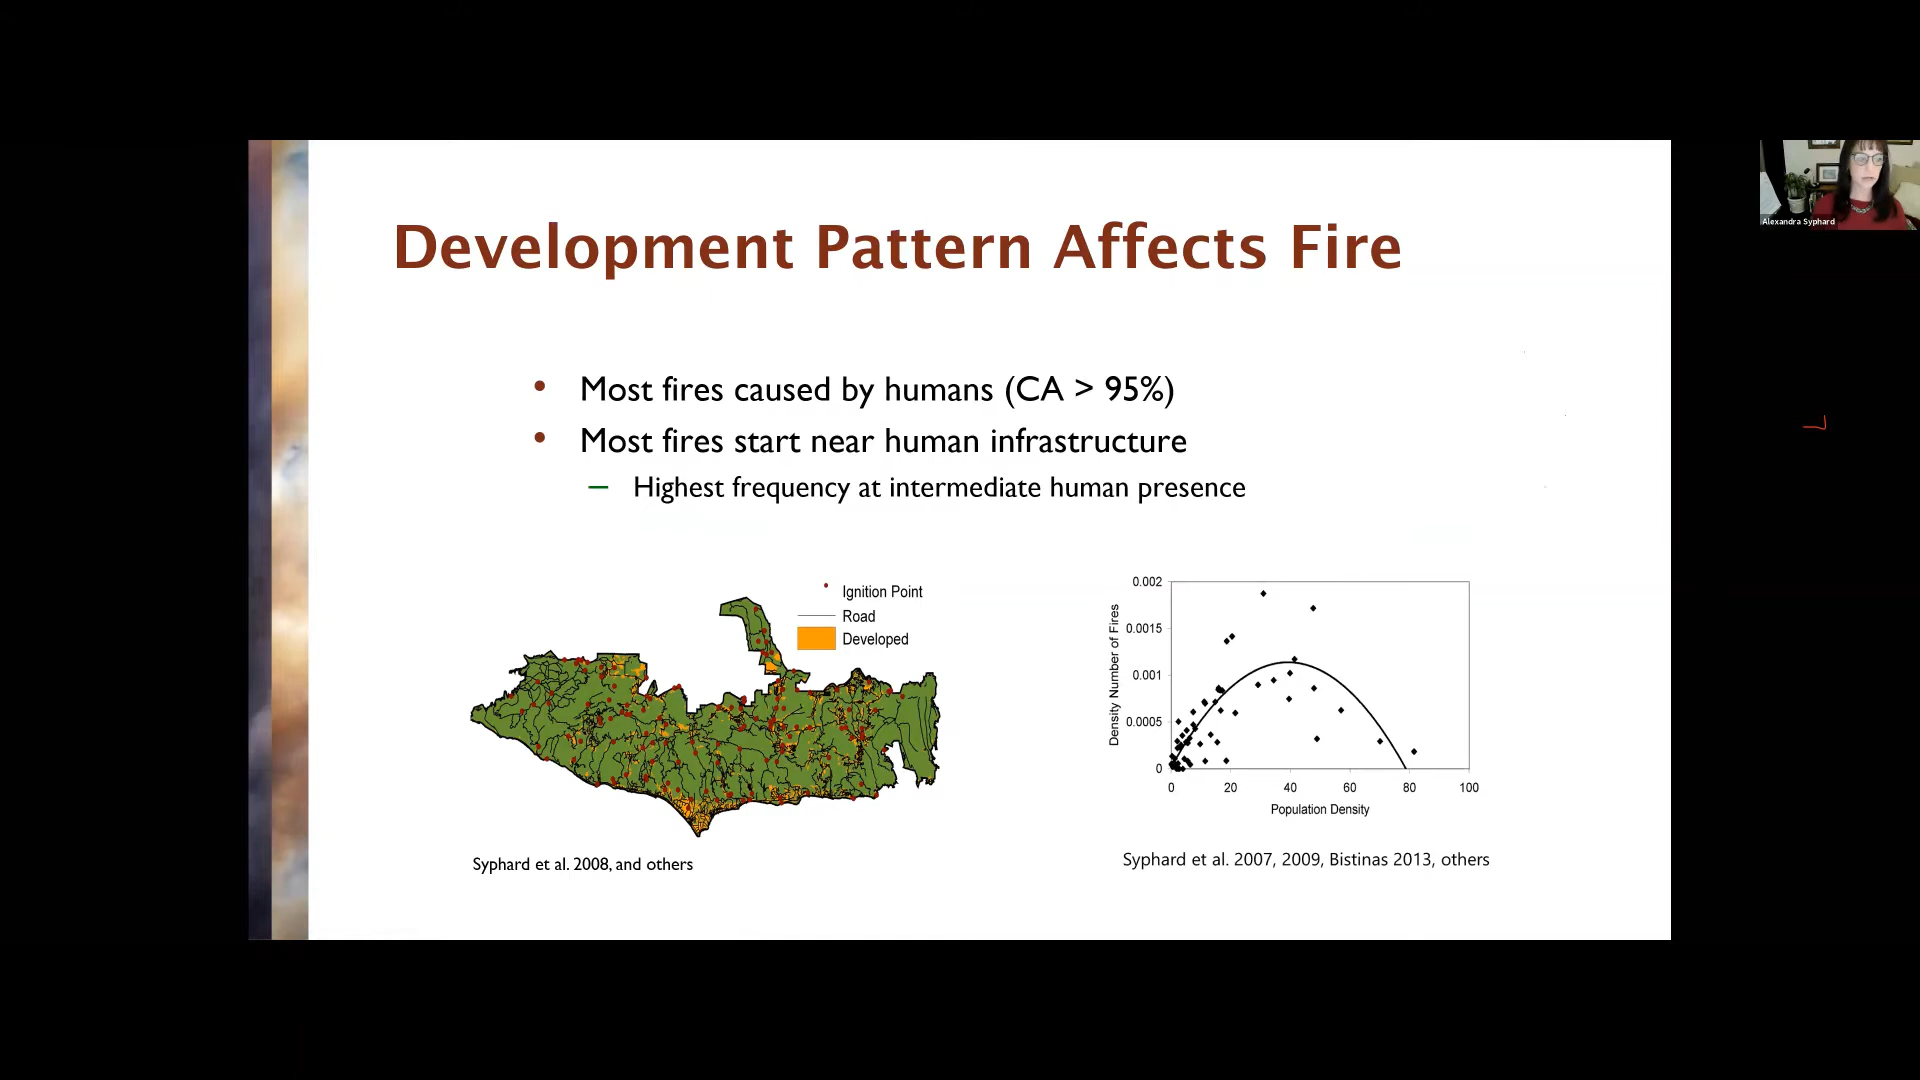 Development Pattern Affects Fire
Alexandra Syphard
• Most fires caused by humans (CA > 95%)
• Most fires start near human infrastructure
– Highest frequency at intermediate human presence
Ignition Point
Road
Developed
Syphard et al. 2008, and others
Density Number of Fires
0.002
0.0015
0.001
0.0005
0
0 20 40 60 80 100
Population Density
Syphard et al. 2007, 2009, Bistinas 2013, others